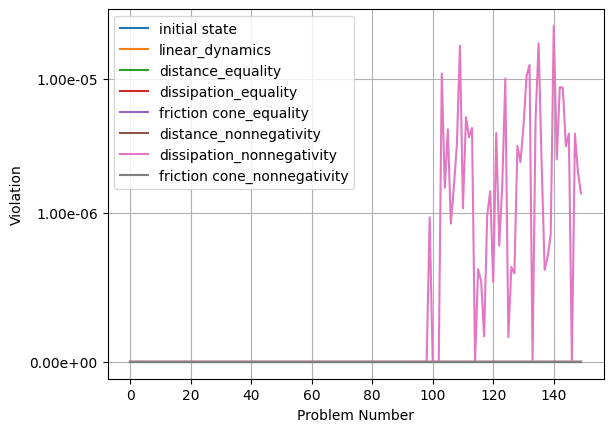 initial state
linear_dynamics
distance_equality
dissipation_equality
friction cone_equality
distance_nonnegativity
dissipation_nonnegativity
friction cone_nonnegativity
1.00e-05
1.00e-06
0.00e+00
Violation
0 20 40 60 80 100 120 140
Problem Number